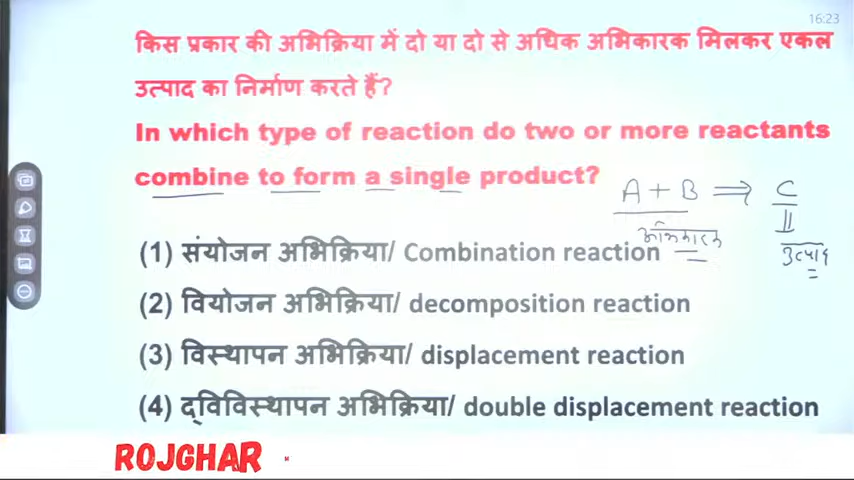 16:23
किस प्रकार की अभिक्रिया में दो या दो से अधिक अभिकारक मिलकर एकल
उत्पाद का निर्माण करते हैं?
In which type of reaction do two or more reactants
combine to form a single product?
A + B ⇒ C
अभिकारक
उत्पाद
(1) संयोजन अभिक्रिया/ Combination reaction
(2) वियोजन अभिक्रिया/ decomposition reaction
(3) विस्थापन अभिक्रिया/ displacement reaction
(4) द्विविस्थापन अभिक्रिया/ double displacement reaction
ROJGHAR